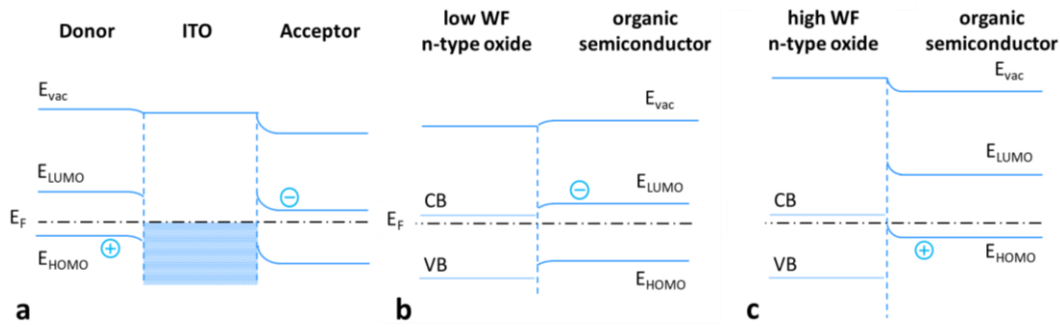 Donor
ITO
Acceptor
E_vac
E_LUMO
⊖
E_F
⊕
E_HOMO
a
low WF
n-type oxide
organic
semiconductor
E_vac
CB
⊖
E_LUMO
E_F
VB
E_HOMO
b
high WF
n-type oxide
organic
semiconductor
E_vac
E_LUMO
CB
⊕
E_HOMO
VB
c